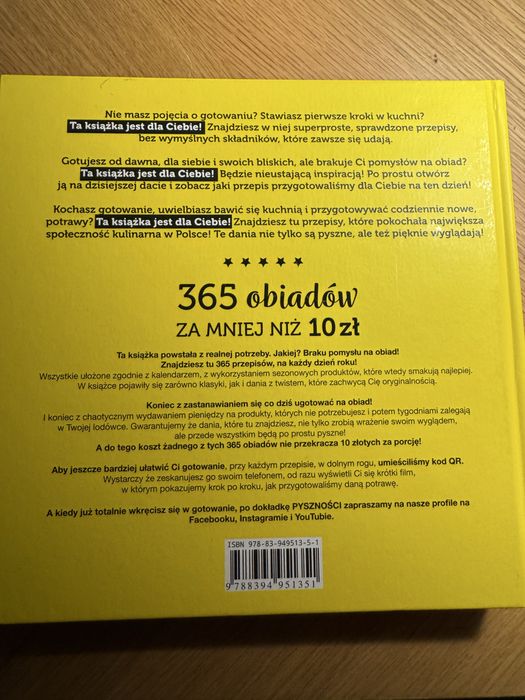 Nie masz pojęcia o gotowaniu? Stawiasz pierwsze kroki w kuchni?
Ta książka jest dla Ciebie! Znajdziesz w niej superproste, sprawdzone przepisy,
bez wymyślnych składników, które zawsze się udają.
Gotujesz od dawna, dla siebie i swoich bliskich, ale brakuje Ci pomysłów na obiad?
Ta książka jest dla Ciebie! Będzie nieustającą inspiracją! Po prostu otwórz
ją na dzisiejszej dacie i zobacz jaki przepis przygotowaliśmy dla Ciebie na ten dzień!
Kochasz gotowanie, uwielbiasz bawić się kuchnią i przygotowywać codziennie nowe,
potrawy? Ta książka jest dla Ciebie! Znajdziesz tu przepisy, które pokochała największa
społeczność kulinarna w Polsce! Te dania nie tylko są pyszne, ale też pięknie wyglądają!
365 obiadów
ZA MNIEJ NIŻ 10 zł
Ta książka powstała z realnej potrzeby. Jakiej? Braku pomysłu na obiad!
Znajdziesz tu 365 przepisów, na każdy dzień roku!
Wszystkie ułożone zgodnie z kalendarzem, z wykorzystaniem sezonowych produktów, które wtedy smakują najlepiej.
W książce pojawiły się zarówno klasyki, jak i dania z twistem, które zachwycą Cię oryginalnością.
Koniec z zastanawianiem się co dziś ugotować na obiad!
I koniec z chaotycznym wydawaniem pieniędzy na produkty, których nie potrzebujesz i potem tygodniami zalegają
w Twojej lodówce. Gwarantujemy że dania, które tu znajdziesz, nie tylko zrobią wrażenie swoim wyglądem,
ale przede wszystkim będą po prostu pyszne!
A do tego koszt żadnego z tych 365 obiadów nie przekracza 10 złotych za porcję!
Aby jeszcze bardziej ułatwić Ci gotowanie, przy każdym przepisie, w dolnym rogu, umieściliśmy kod QR.
Wystarczy że zeskanujesz go swoim telefonem, od razu wyświetli Ci się krótki film,
w którym pokazujemy krok po kroku, jak przygotowaliśmy daną potrawę.
A kiedy już totalnie wkręcisz się w gotowanie, po dokładkę PYSZNOŚCI zapraszamy na nasze profile na
Facebooku, Instagramie i YouTubie.
ISBN 978-83-949513-5-1
9 788394 951351